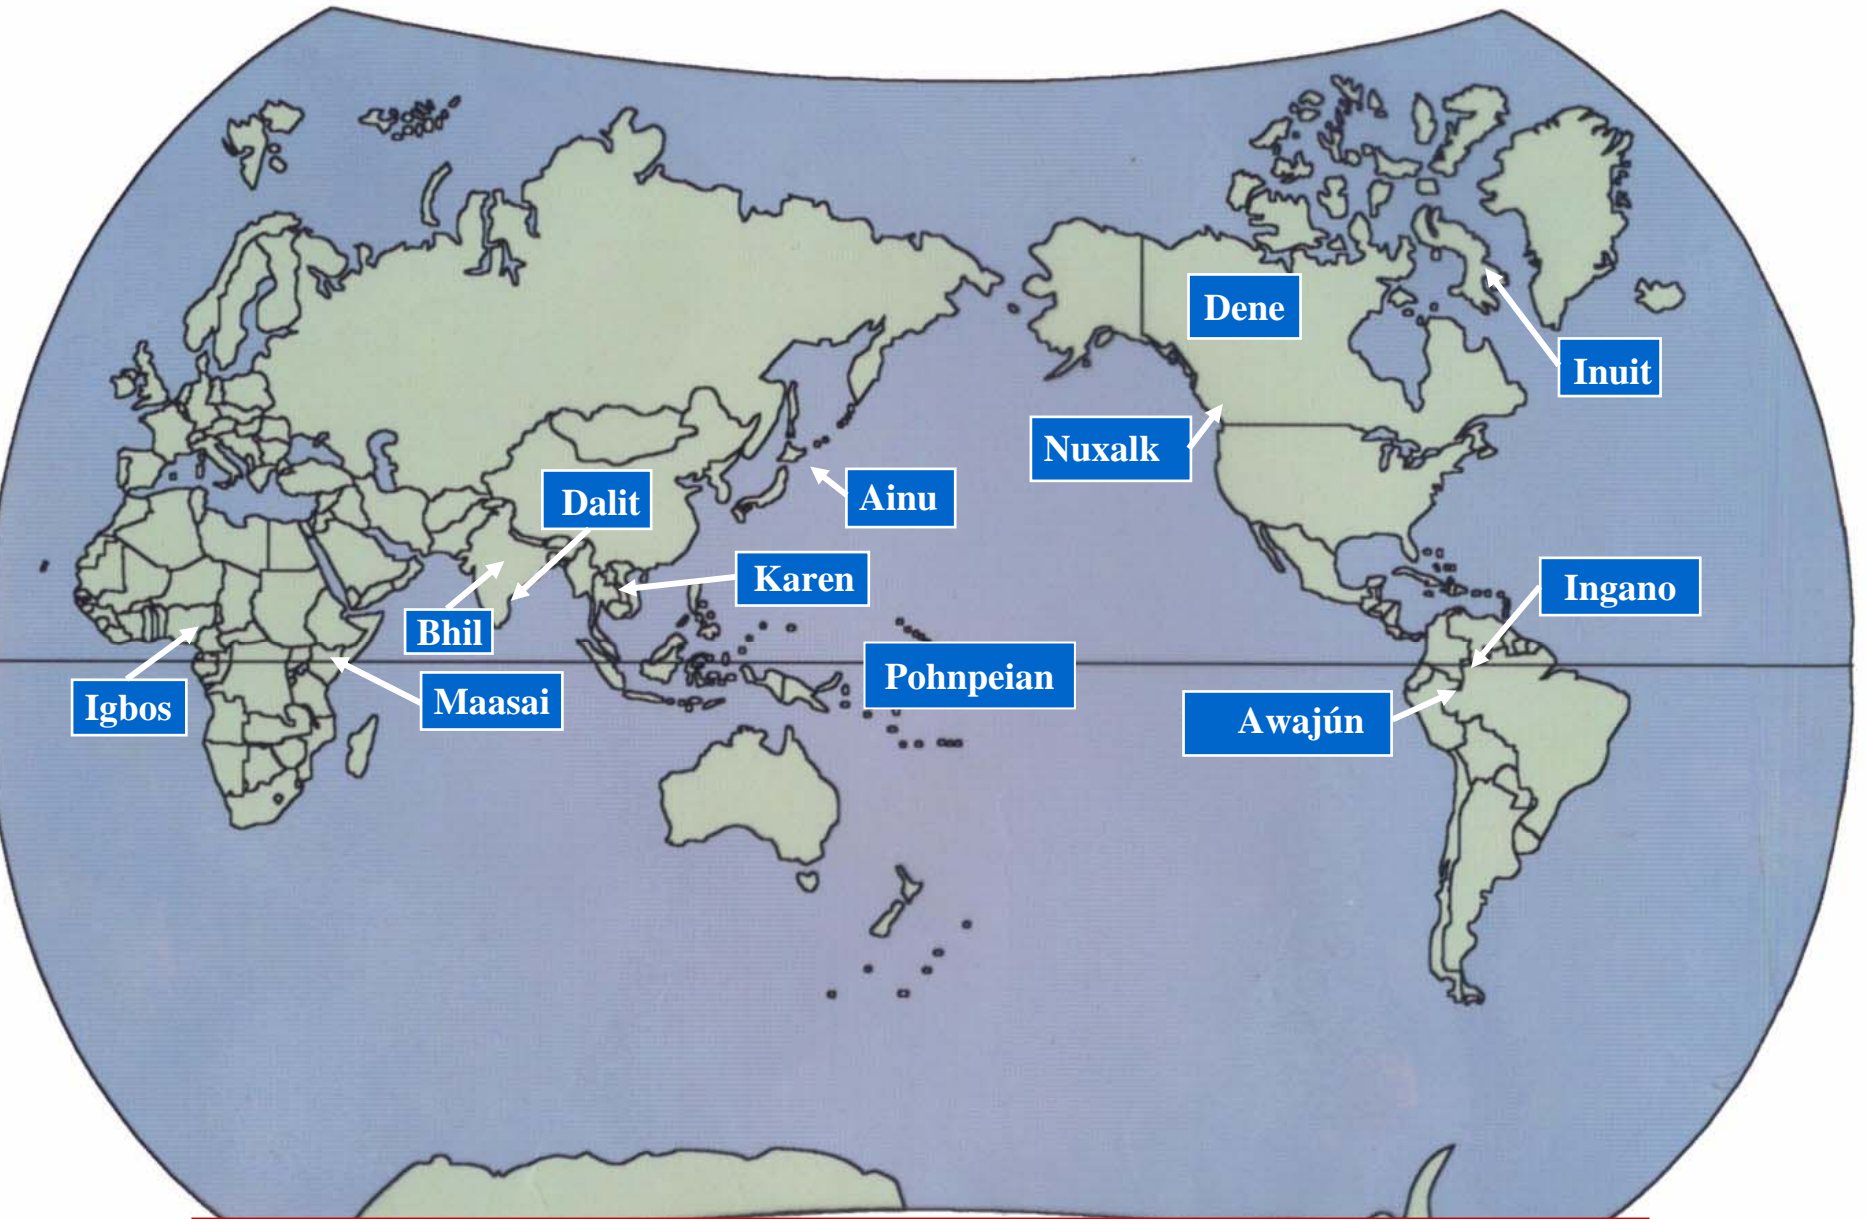 Dene
Inuit
Nuxalk
Dalit
Ainu
Karen
Ingano
Bhil
Pohnpeian
Igbos
Maasai
Awajún